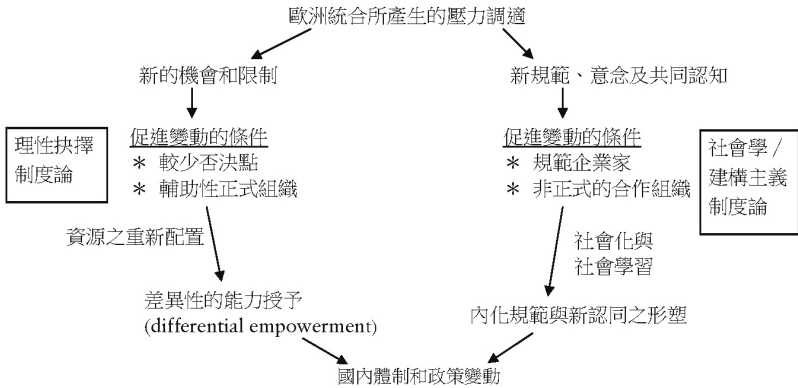 歐洲統合所產生的壓力調適
新的機會和限制
新規範、意念及共同認知
理性抉擇
制度論
促進變動的條件
* 較少否決點
* 輔助性正式組織
促進變動的條件
* 規範企業家
* 非正式的合作組織
社會學/
建構主義
制度論
資源之重新配置
社會化與
社會學習
差異性的能力授予
(differential empowerment)
內化規範與新認同之形塑
國內體制和政策變動